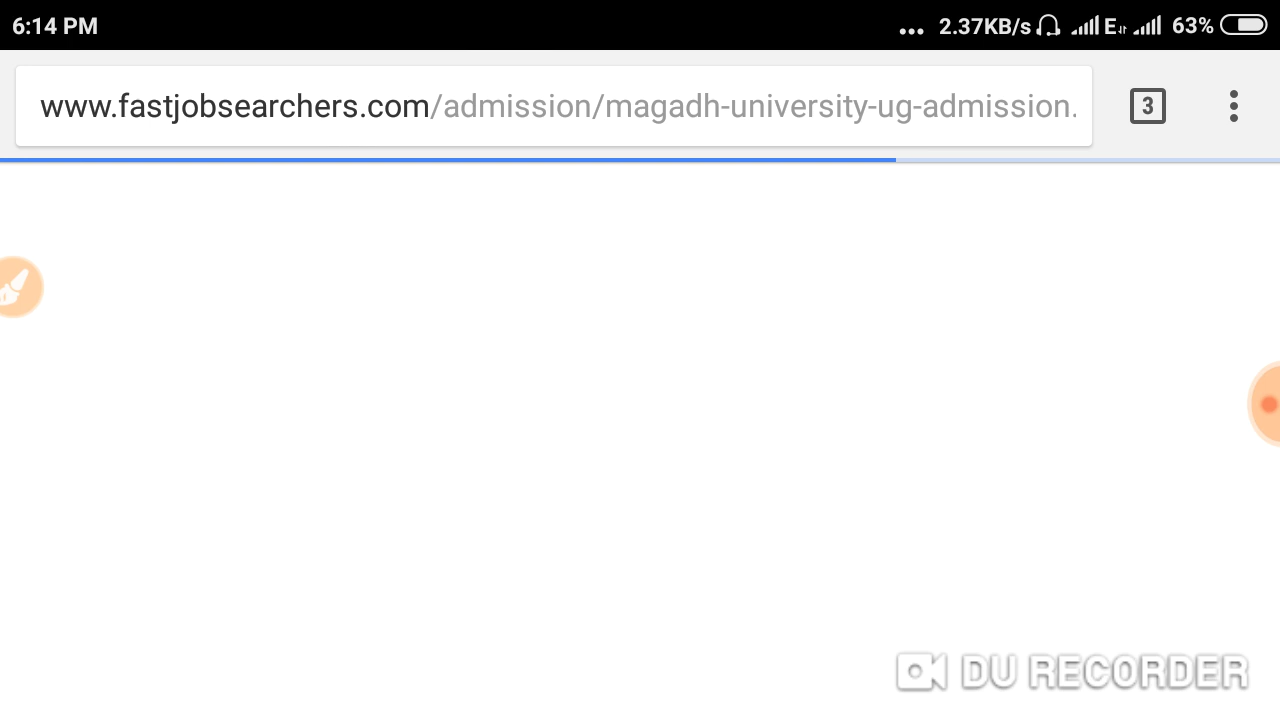 6:14 PM ... 2.37KB/s E 63%
www.fastjobsearchers.com/admission/magadh-university-ug-admission.
3
DU RECORDER